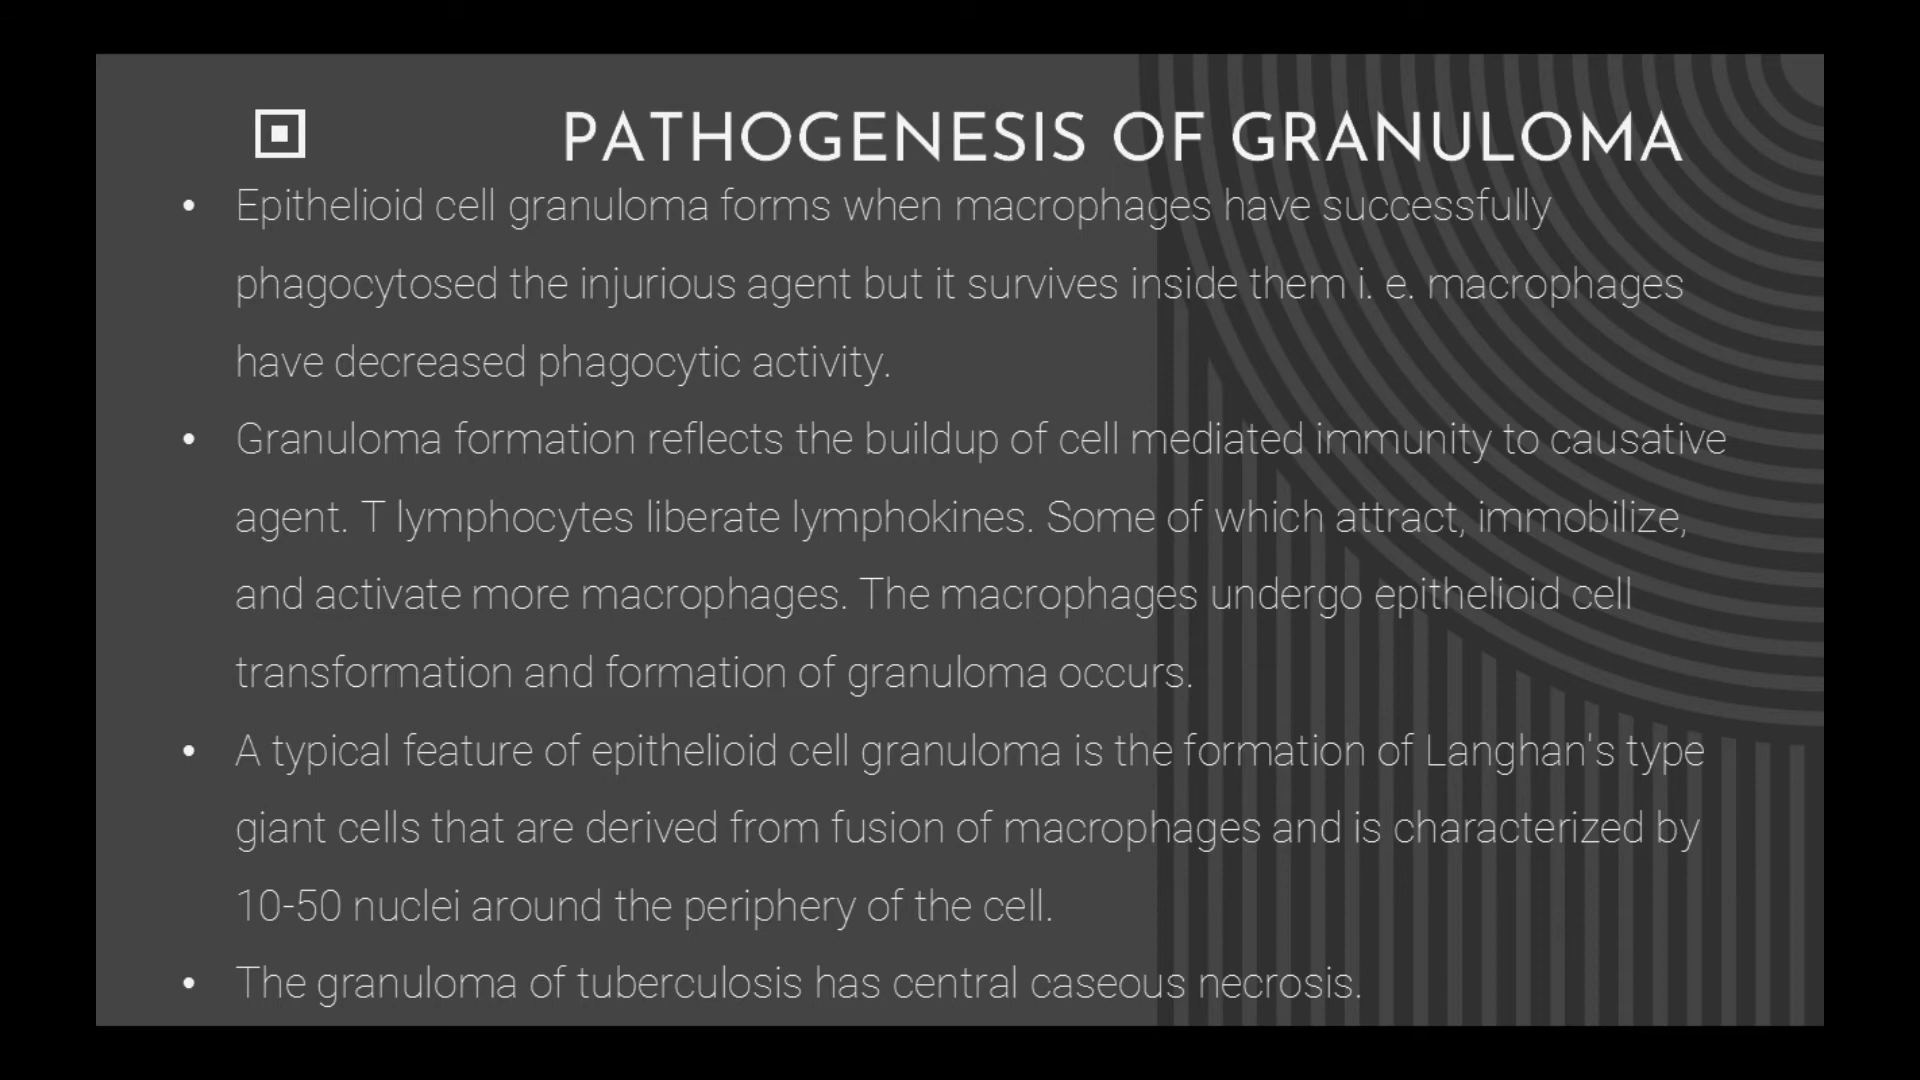 PATHOGENESIS OF GRANULOMA
• Epithelioid cell granuloma forms when macrophages have successfully
phagocytosed the injurious agent but it survives inside them i. e. macrophages
have decreased phagocytic activity.
• Granuloma formation reflects the buildup of cell mediated immunity to causative
agent. T lymphocytes liberate lymphokines. Some of which attract, immobilize,
and activate more macrophages. The macrophages undergo epithelioid cell
transformation and formation of granuloma occurs.
• A typical feature of epithelioid cell granuloma is the formation of Langhan's type
giant cells that are derived from fusion of macrophages and is characterized by
10-50 nuclei around the periphery of the cell.
• The granuloma of tuberculosis has central caseous necrosis.